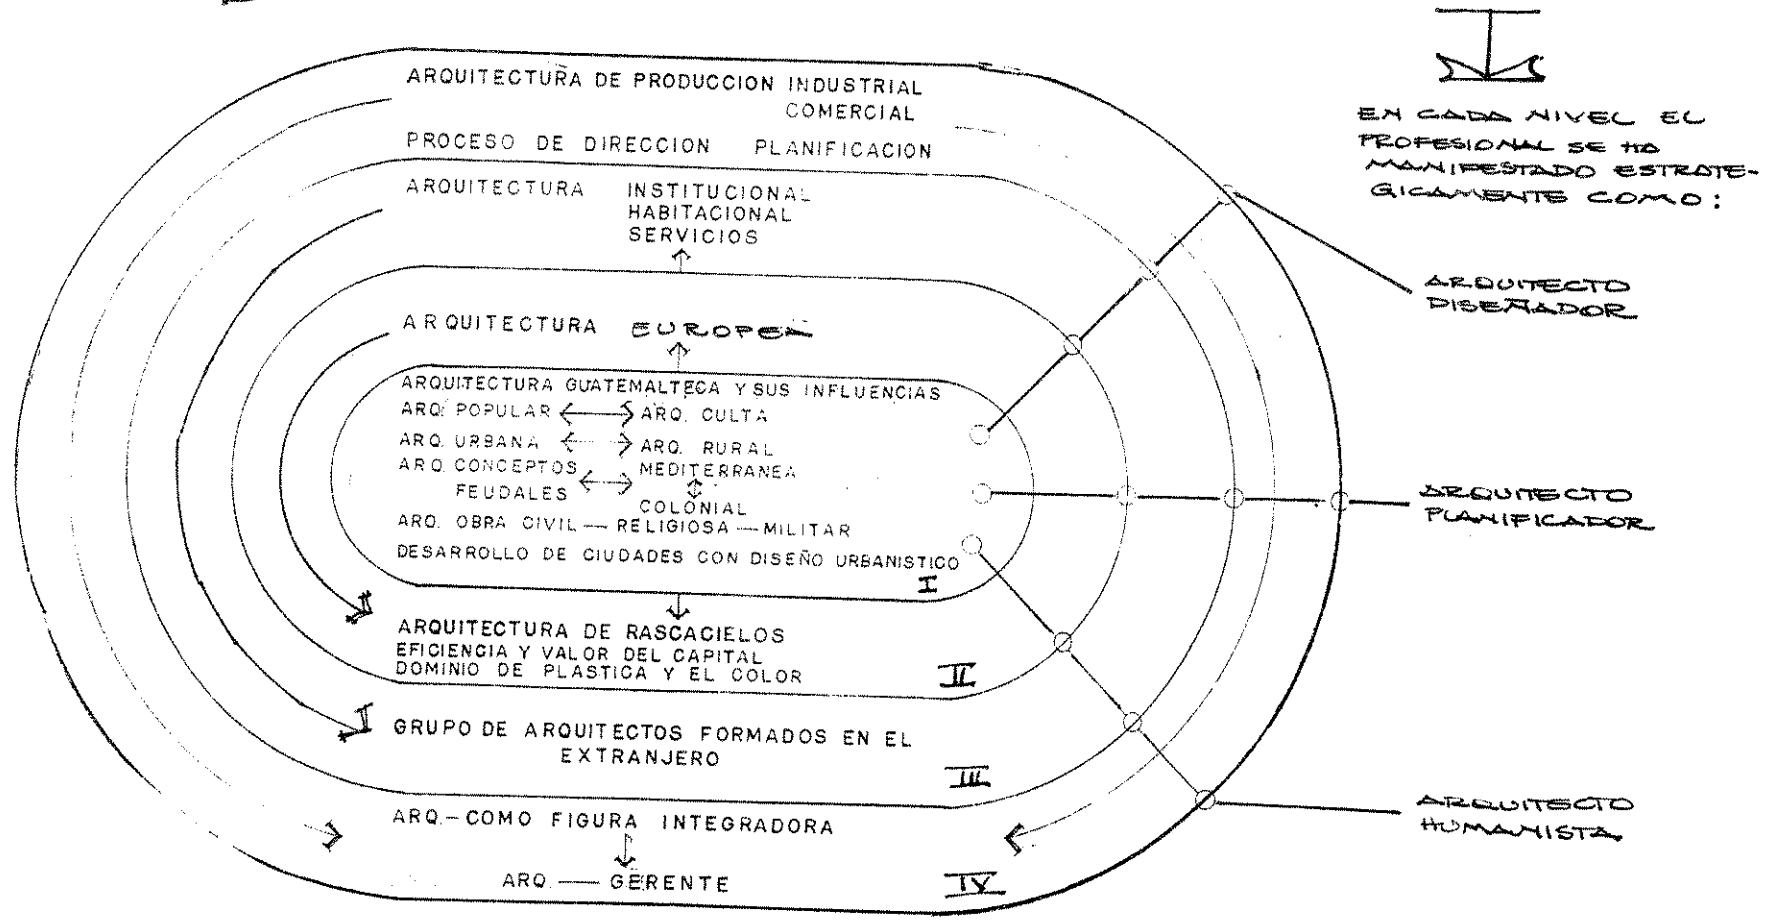 ARQUITECTURA DE PRODUCCION INDUSTRIAL
COMERCIAL
PROCESO DE DIRECCION PLANIFICACION
ARQUITECTURA INSTITUCIONAL
HABITACIONAL
SERVICIOS
ARQUITECTURA EUROPEA
ARQUITECTURA GUATEMALTECA Y SUS INFLUENCIAS
ARQ. POPULAR ARQ. CULTA
ARQ. URBANA ARQ. RURAL
ARQ. CONCEPTOS MEDITERRANEA
FEUDALES
COLONIAL
ARQ. OBRA CIVIL — RELIGIOSA — MILITAR
DESARROLLO DE CIUDADES CON DISEÑO URBANISTICO
I
ARQUITECTURA DE RASCACIELOS
EFICIENCIA Y VALOR DEL CAPITAL
DOMINIO DE PLASTICA Y EL COLOR
II
GRUPO DE ARQUITECTOS FORMADOS EN EL
EXTRANJERO
III
ARQ.—COMO FIGURA INTEGRADORA
ARQ — GERENTE
IV
EN CADA NIVEL EL
PROFESIONAL SE HA
MANIFESTADO ESTRATE-
GICAMENTE COMO:
ARQUITECTO
DISEÑADOR
ARQUITECTO
PLANIFICADOR
ARQUITECTO
HUMANISTA